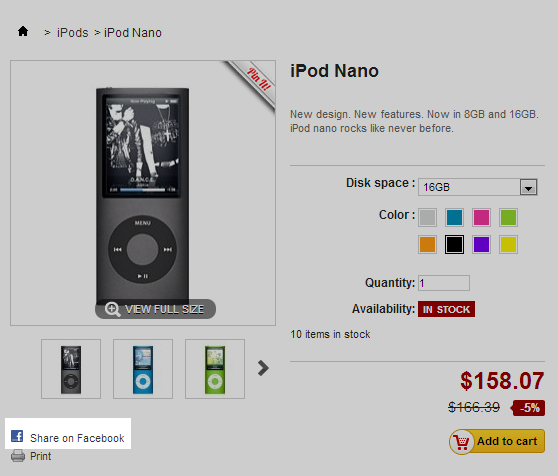 > iPods > iPod Nano
Pin It!
iPod Nano
New design. New features. Now in 8GB and 16GB.
iPod nano rocks like never before.
Disk space : 16GB
Color :
Now Playing
D.A.N.C.E.
MENU
VIEW FULL SIZE
Quantity: 1
Availability: IN STOCK
10 items in stock
$158.07
$166.39 -5%
Add to cart
Share on Facebook
Print